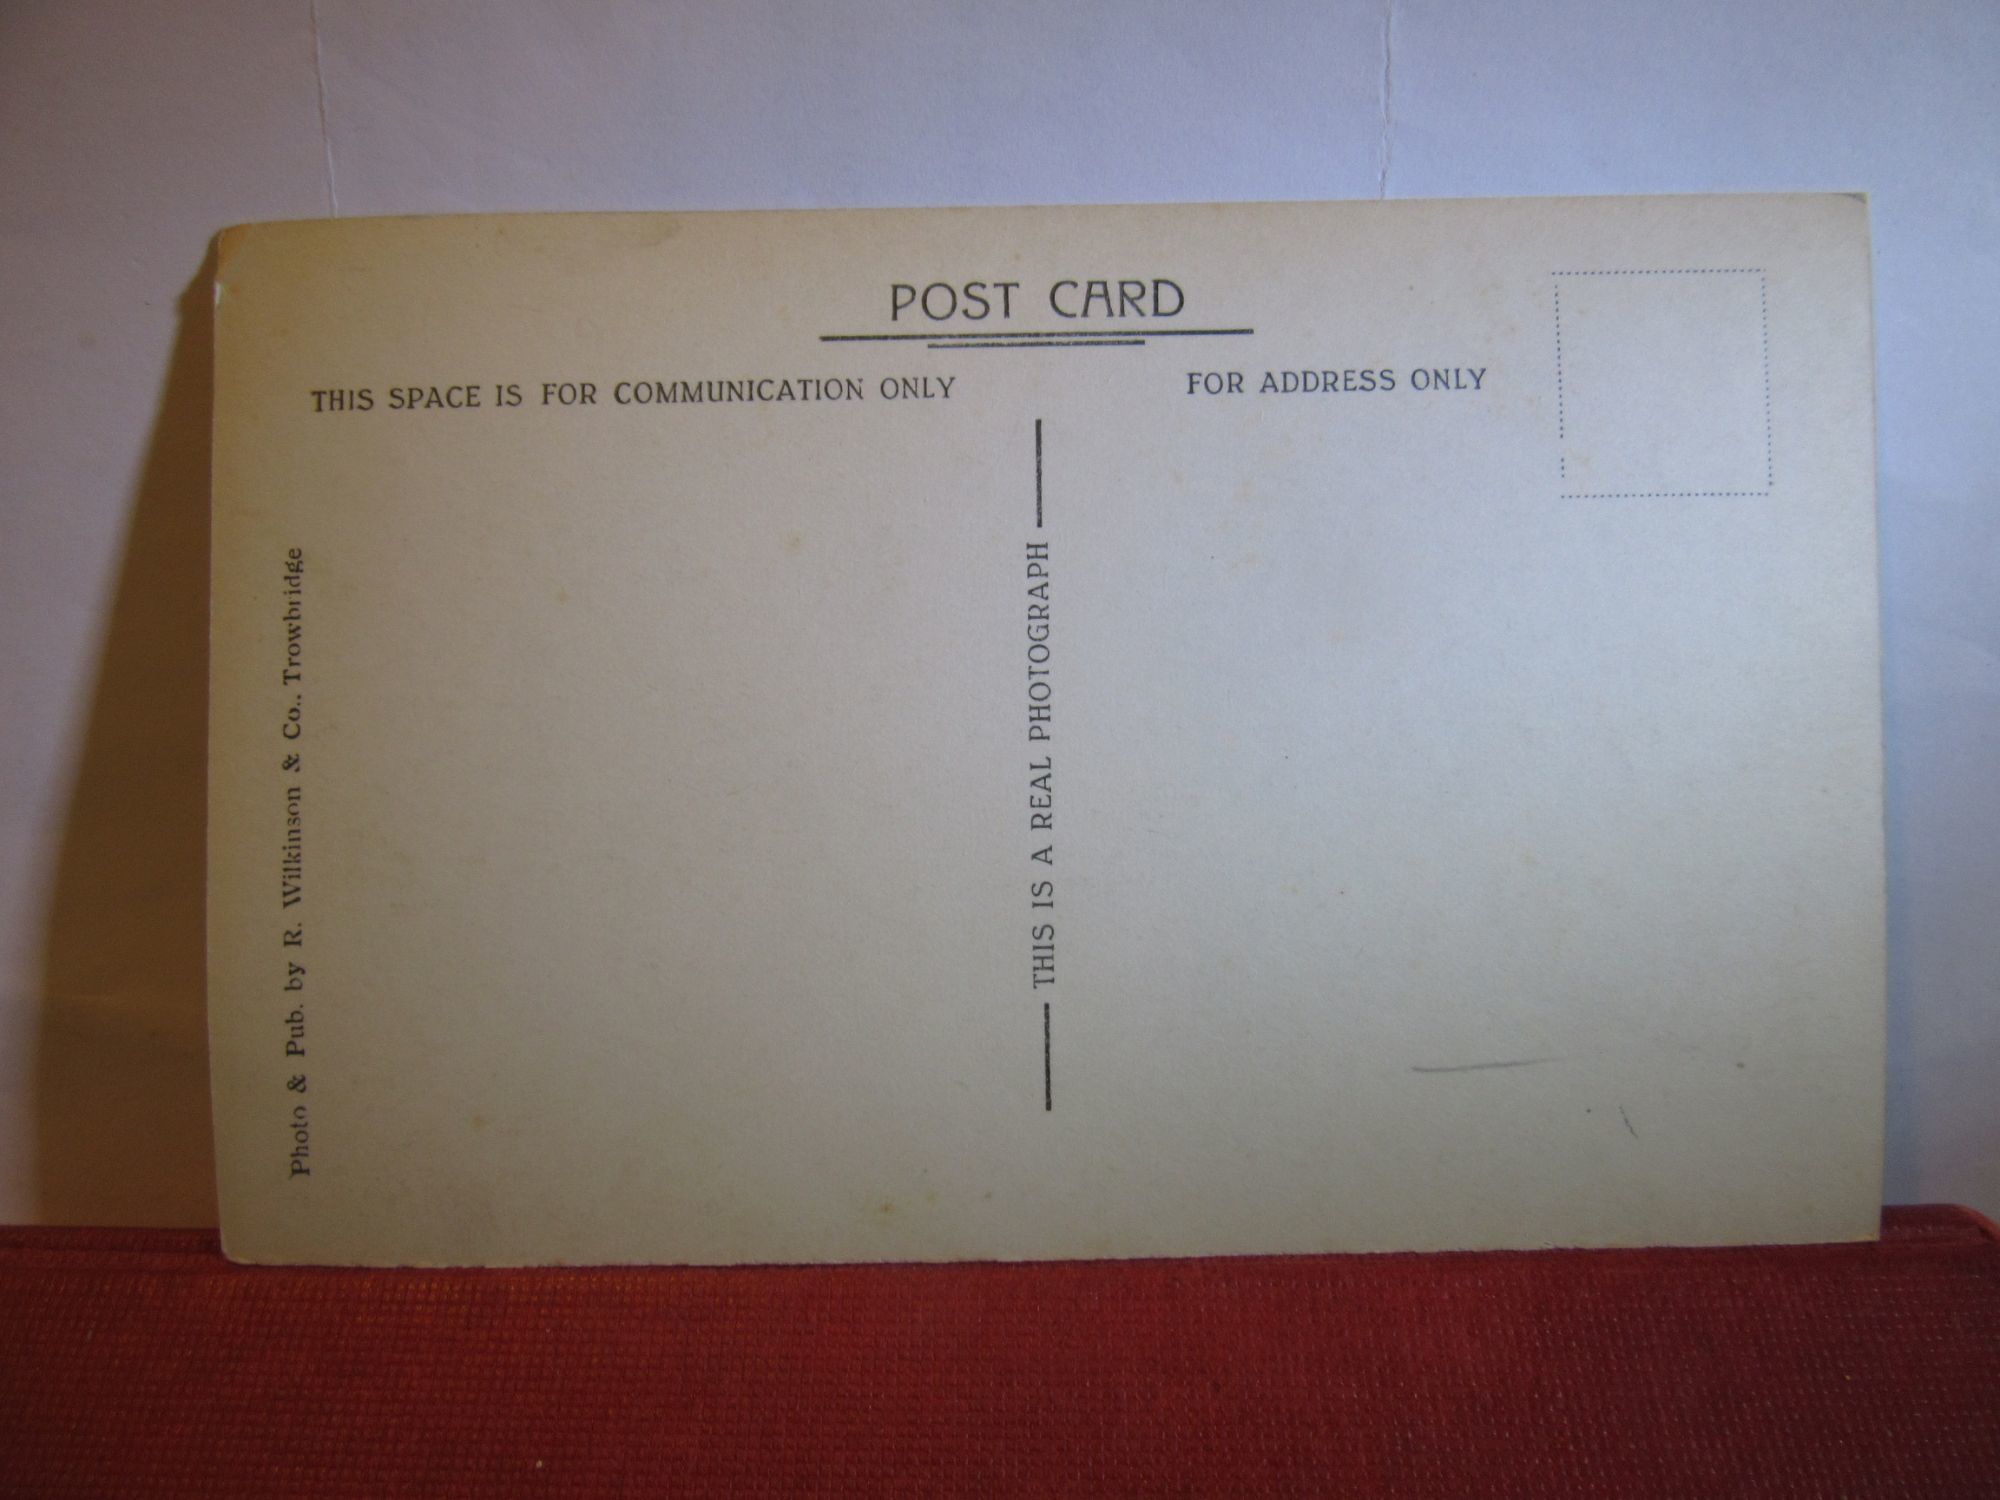 POST CARD
THIS SPACE IS FOR COMMUNICATION ONLY
FOR ADDRESS ONLY
THIS IS A REAL PHOTOGRAPH
Photo & Pub. by R. Wilkinson & Co., Trowbridge